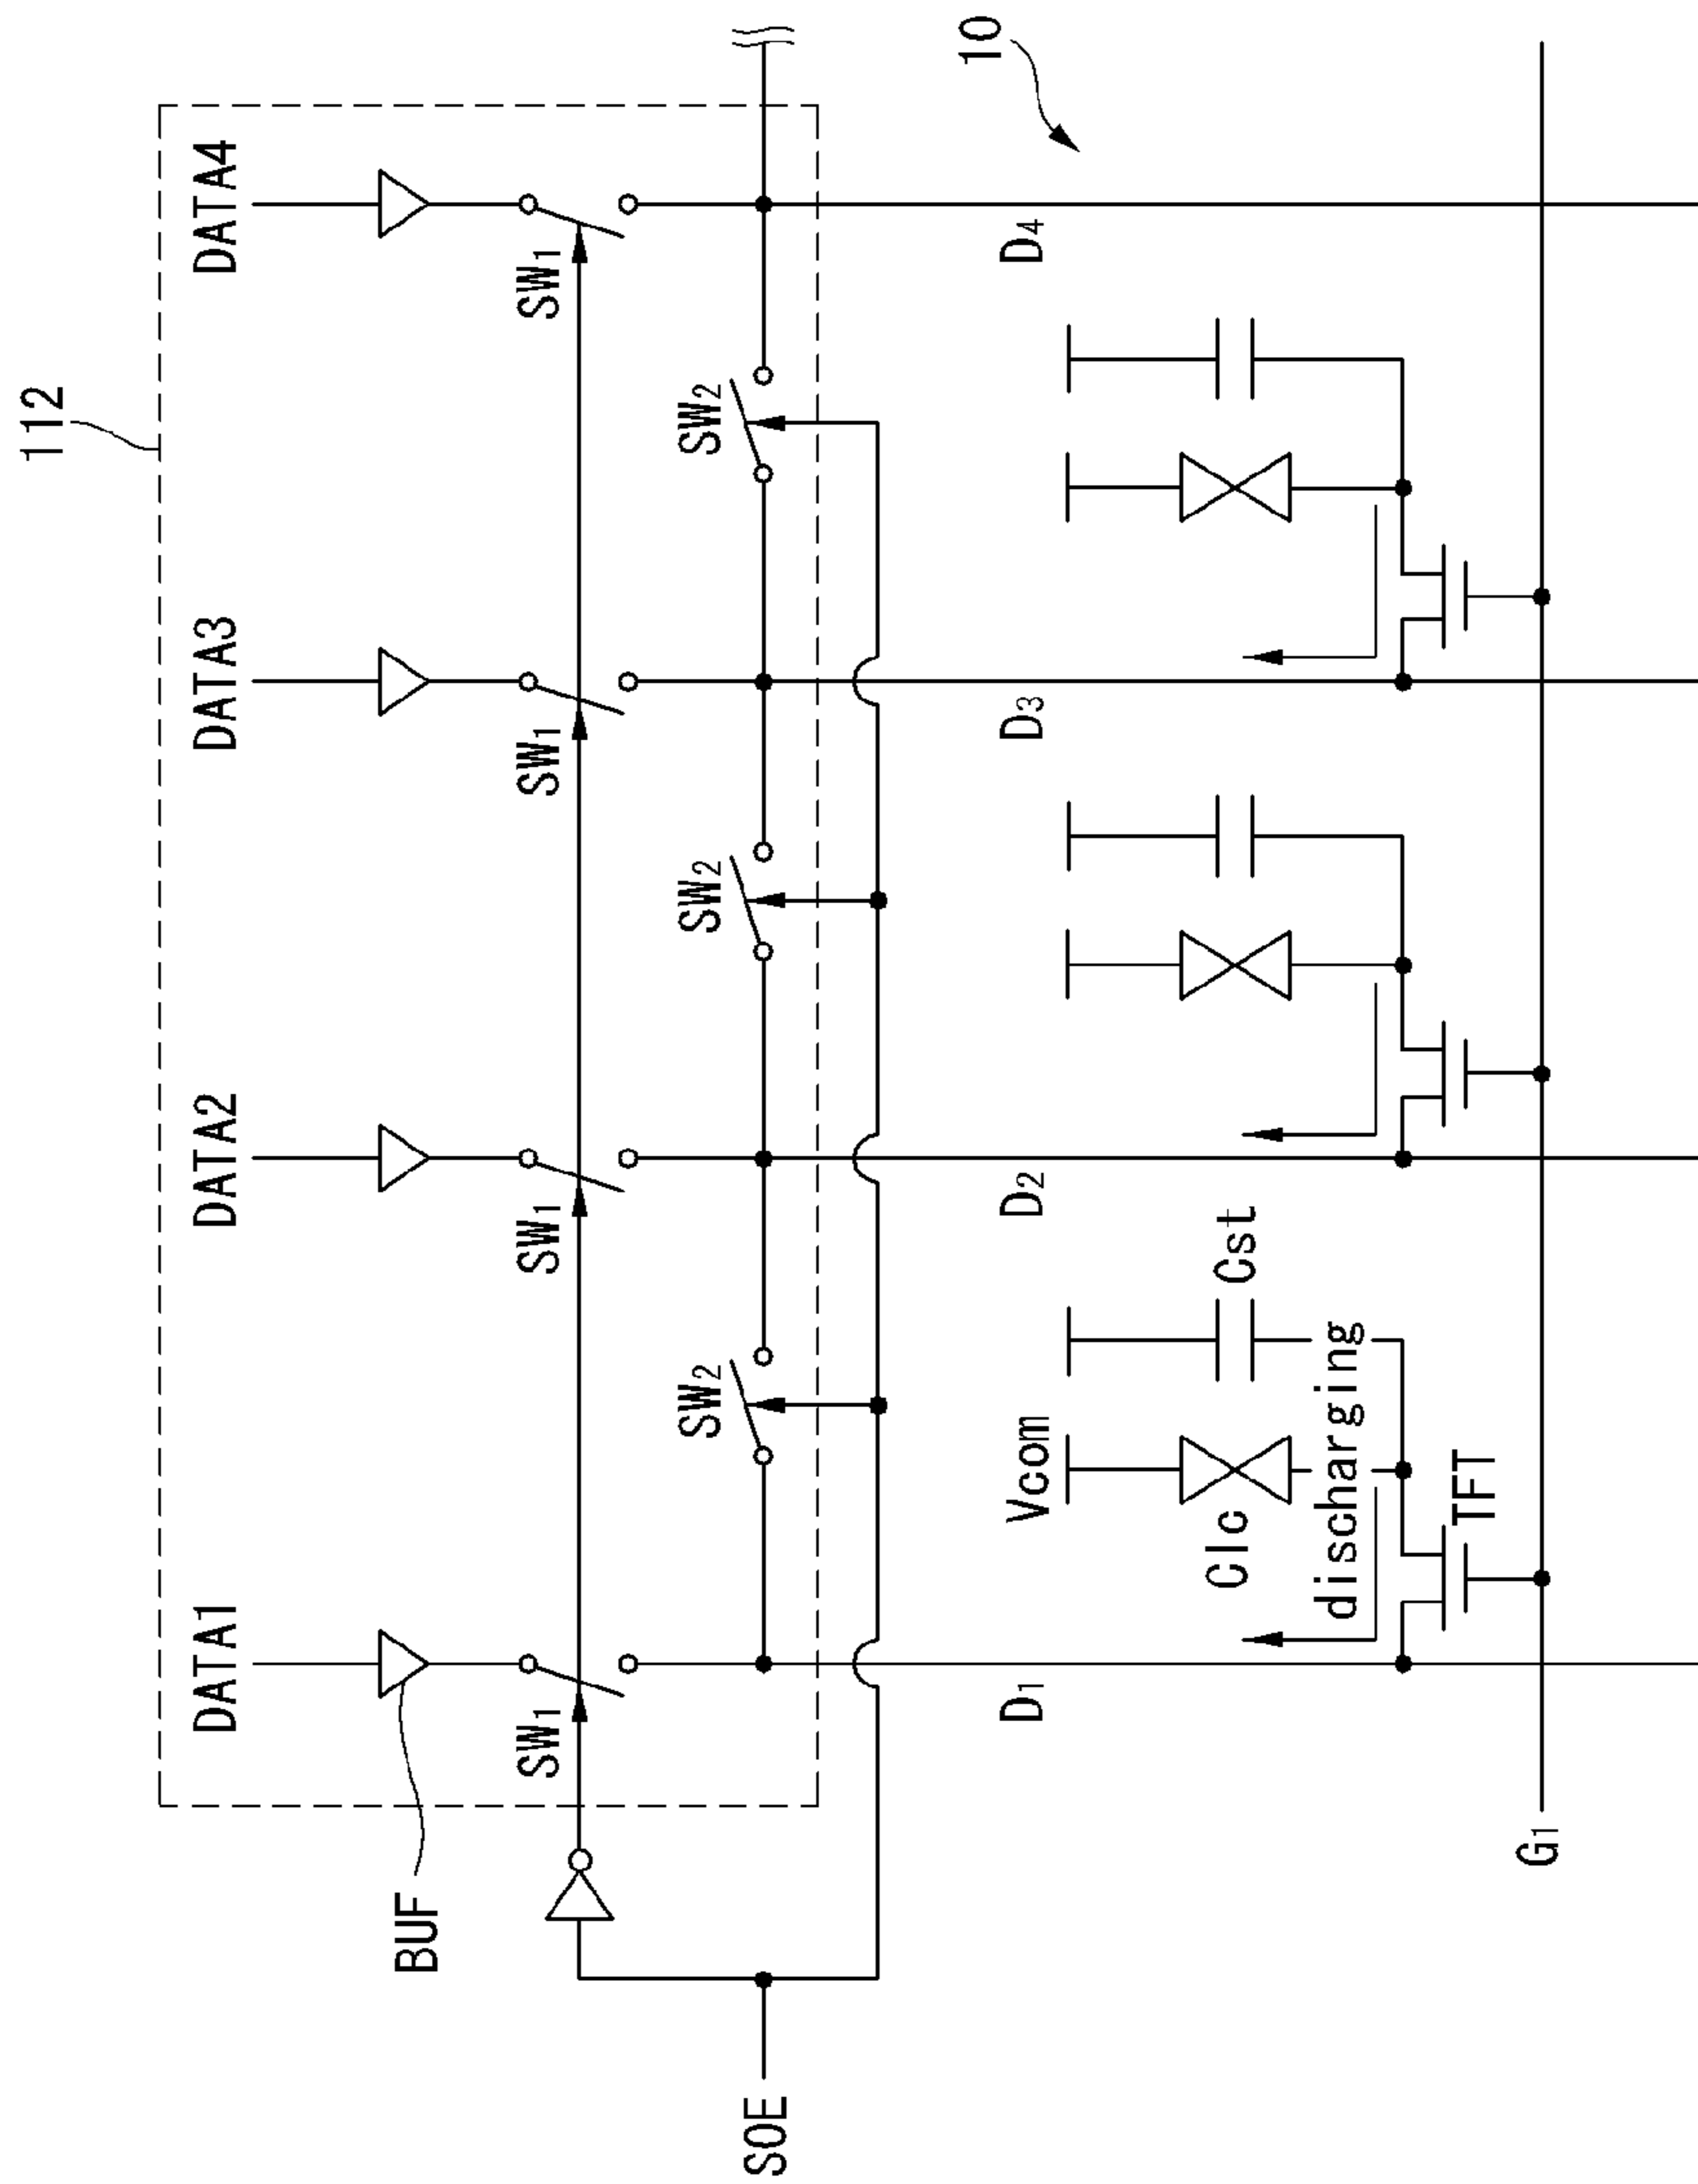 112
DATA1
DATA2
DATA3
DATA4
BUF
SW1
SW1
SW1
SW1
SW2
SW2
SW2
SOE
10
D1
D2
D3
D4
Vcom
Clc
Cst
discharging
TFT
G1